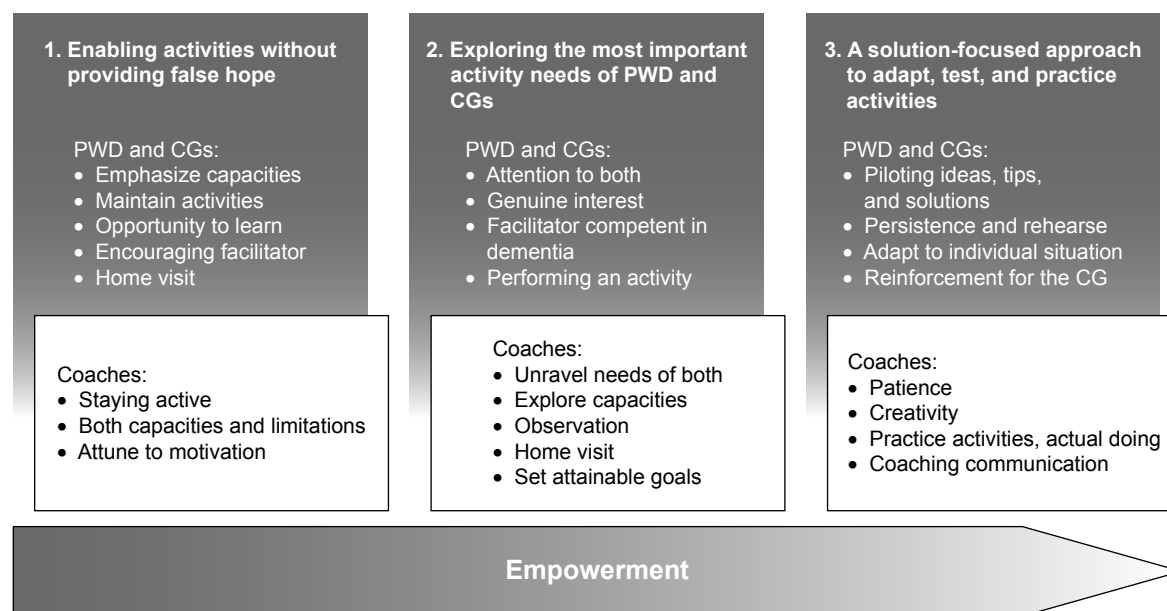 1. Enabling activities without
providing false hope
PWD and CGs:
• Emphasize capacities
• Maintain activities
• Opportunity to learn
• Encouraging facilitator
• Home visit
Coaches:
• Staying active
• Both capacities and limitations
• Attune to motivation
2. Exploring the most important
activity needs of PWD and
CGs
PWD and CGs:
• Attention to both
• Genuine interest
• Facilitator competent in
dementia
• Performing an activity
Coaches:
• Unravel needs of both
• Explore capacities
• Observation
• Home visit
• Set attainable goals
3. A solution-focused approach
to adapt, test, and practice
activities
PWD and CGs:
• Piloting ideas, tips,
and solutions
• Persistence and rehearse
• Adapt to individual situation
• Reinforcement for the CG
Coaches:
• Patience
• Creativity
• Practice activities, actual doing
• Coaching communication
Empowerment